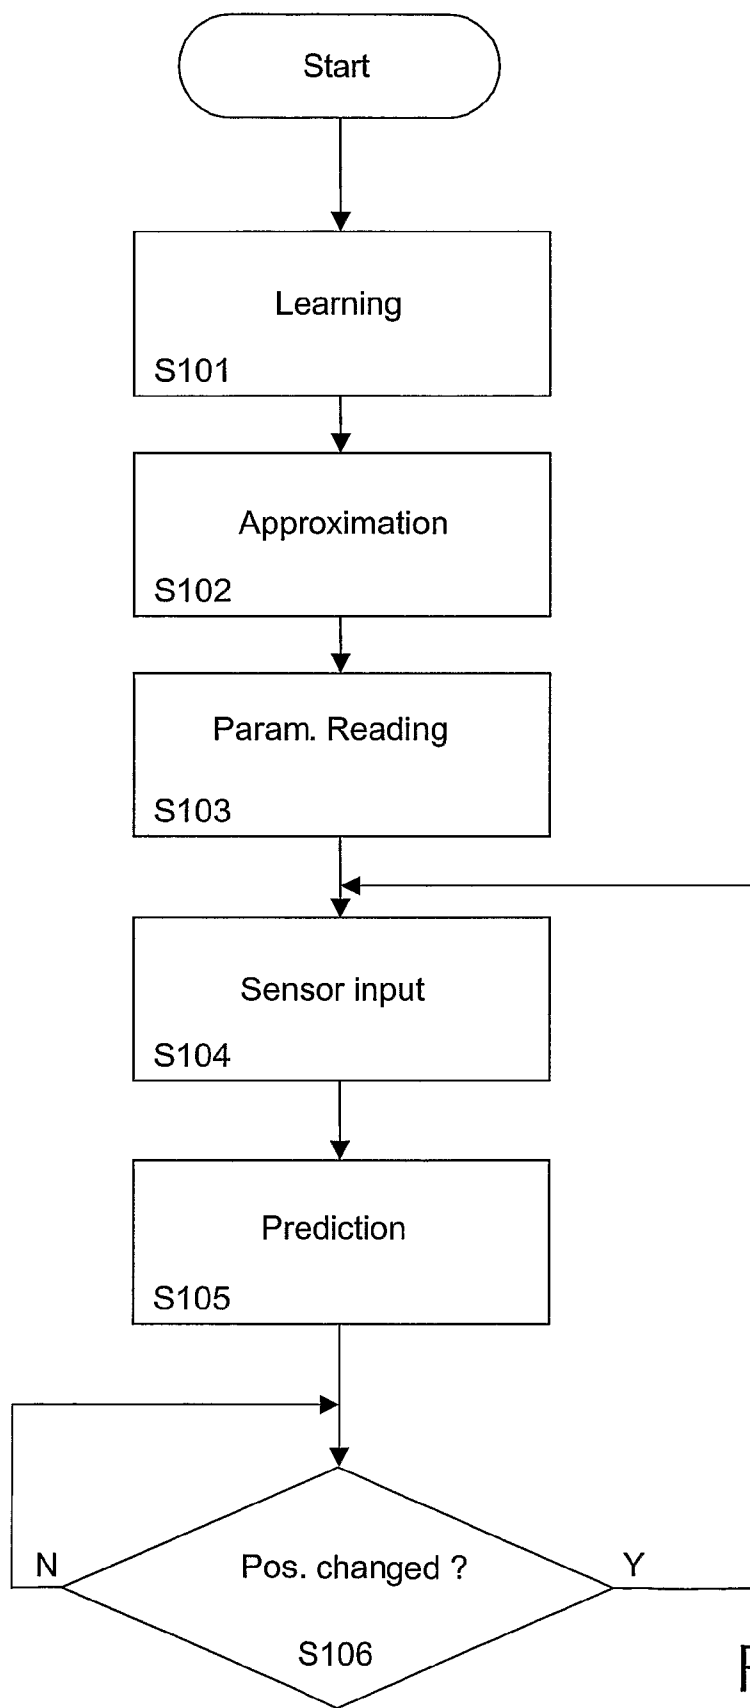 Start
Learning
S101
Approximation
S102
Param. Reading
S103
Sensor input
S104
Prediction
S105
N
Pos. changed ?
Y
S106